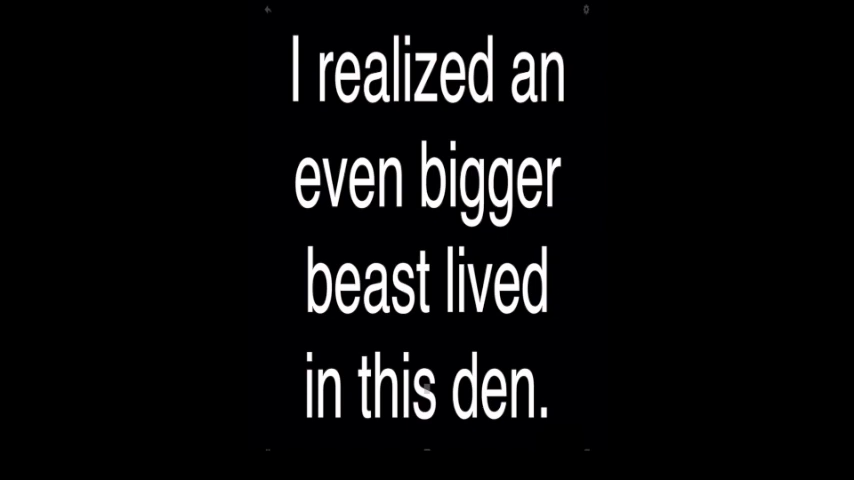 I realized an
even bigger
beast lived
in this den.